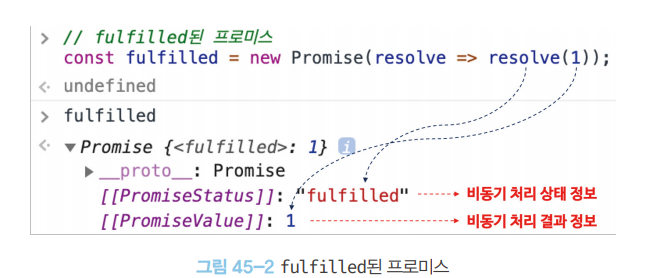 // fulfilled된 프로미스
const fulfilled = new Promise(resolve => resolve(1));
undefined
fulfilled
Promise {<fulfilled>: 1} i
__proto__: Promise
[[PromiseStatus]]: "fulfilled" 비동기 처리 상태 정보
[[PromiseValue]]: 1 비동기 처리 결과 정보
그림 45-2 fulfilled된 프로미스